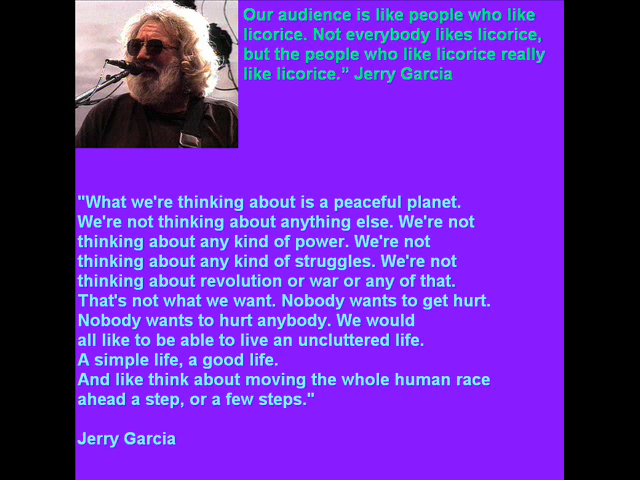 Our audience is like people who like
licorice. Not everybody likes licorice,
but the people who like licorice really
like licorice.” Jerry Garcia
"What we're thinking about is a peaceful planet.
We're not thinking about anything else. We're not
thinking about any kind of power. We're not
thinking about any kind of struggles. We're not
thinking about revolution or war or any of that.
That's not what we want. Nobody wants to get hurt.
Nobody wants to hurt anybody. We would
all like to be able to live an uncluttered life.
A simple life, a good life.
And like think about moving the whole human race
ahead a step, or a few steps."
Jerry Garcia